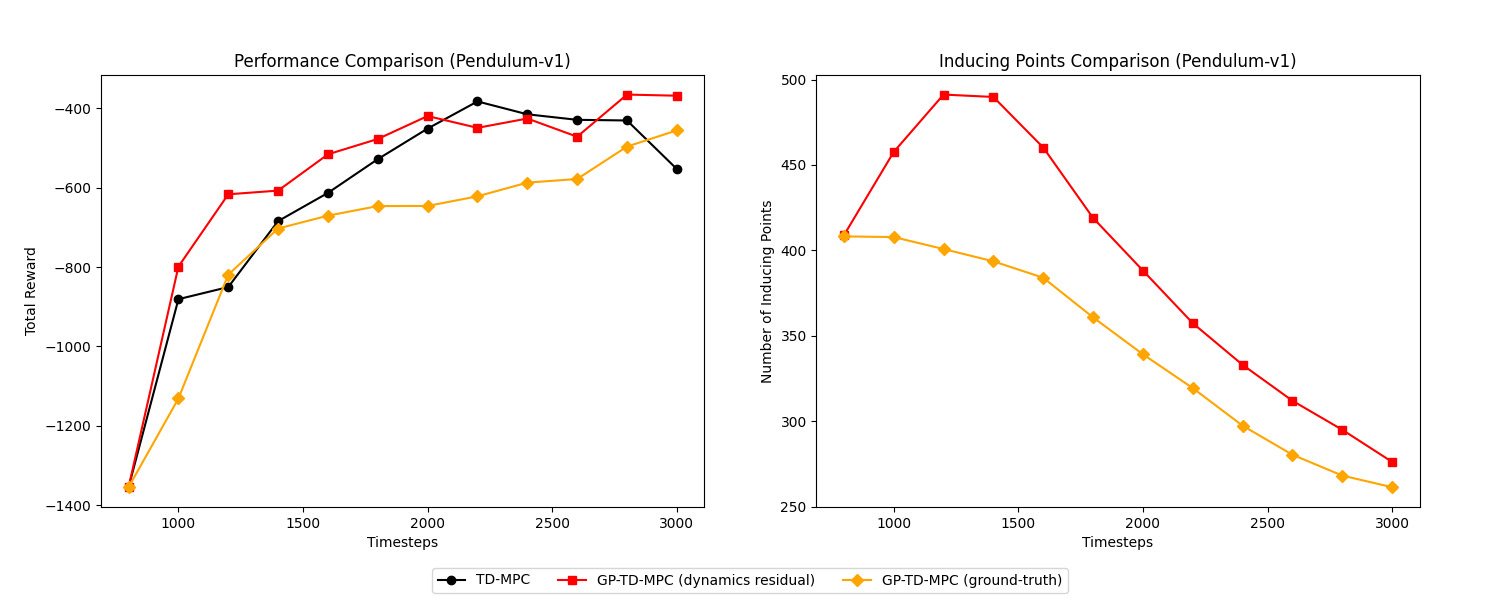 Performance Comparison (Pendulum-v1)
Total Reward
−400
−600
−800
−1000
−1200
−1400
1000
1500
2000
2500
3000
Timesteps
Inducing Points Comparison (Pendulum-v1)
Number of Inducing Points
500
450
400
350
300
250
1000
1500
2000
2500
3000
Timesteps
TD-MPC
GP-TD-MPC (dynamics residual)
GP-TD-MPC (ground-truth)